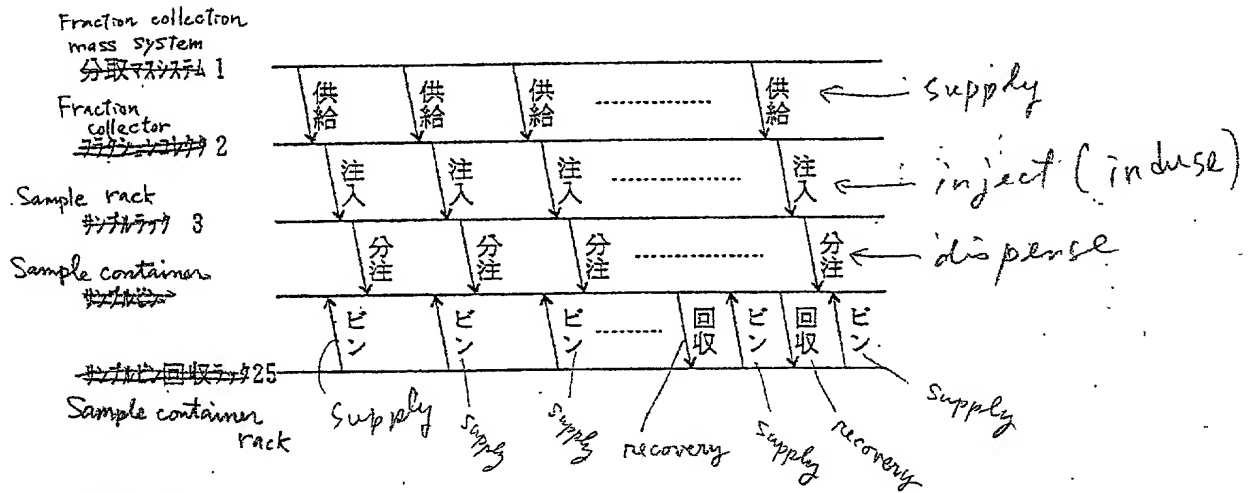 Fraction collection
mass system
分取マスシステム 1
供給 供給 供給 供給 supply
Fraction
collector
フラクションコレクタ 2
注入 注入 注入 注入 inject (induse)
Sample rack
サンプルラック 3
分注 分注 分注 分注 dispense
Sample container
サンプルビン
ビン ビン ビン 回収 ビン 回収 ビン
サンプルビン回収ラック25
Sample container
rack
supply supply supply recovery supply recovery supply